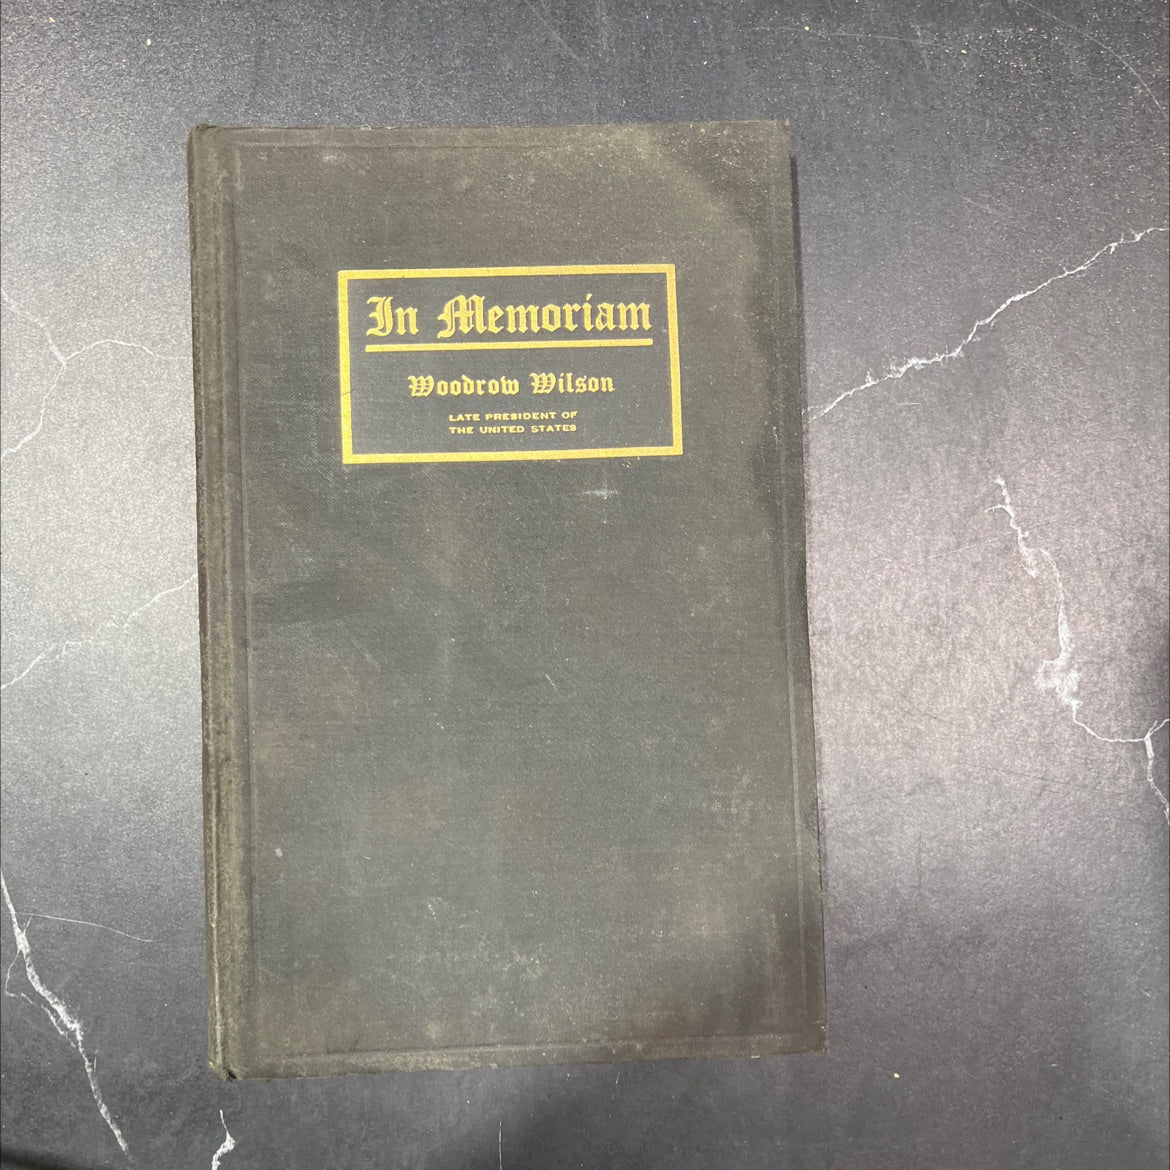 In Memoriam
Woodrow Wilson
LATE PRESIDENT OF
THE UNITED STATES